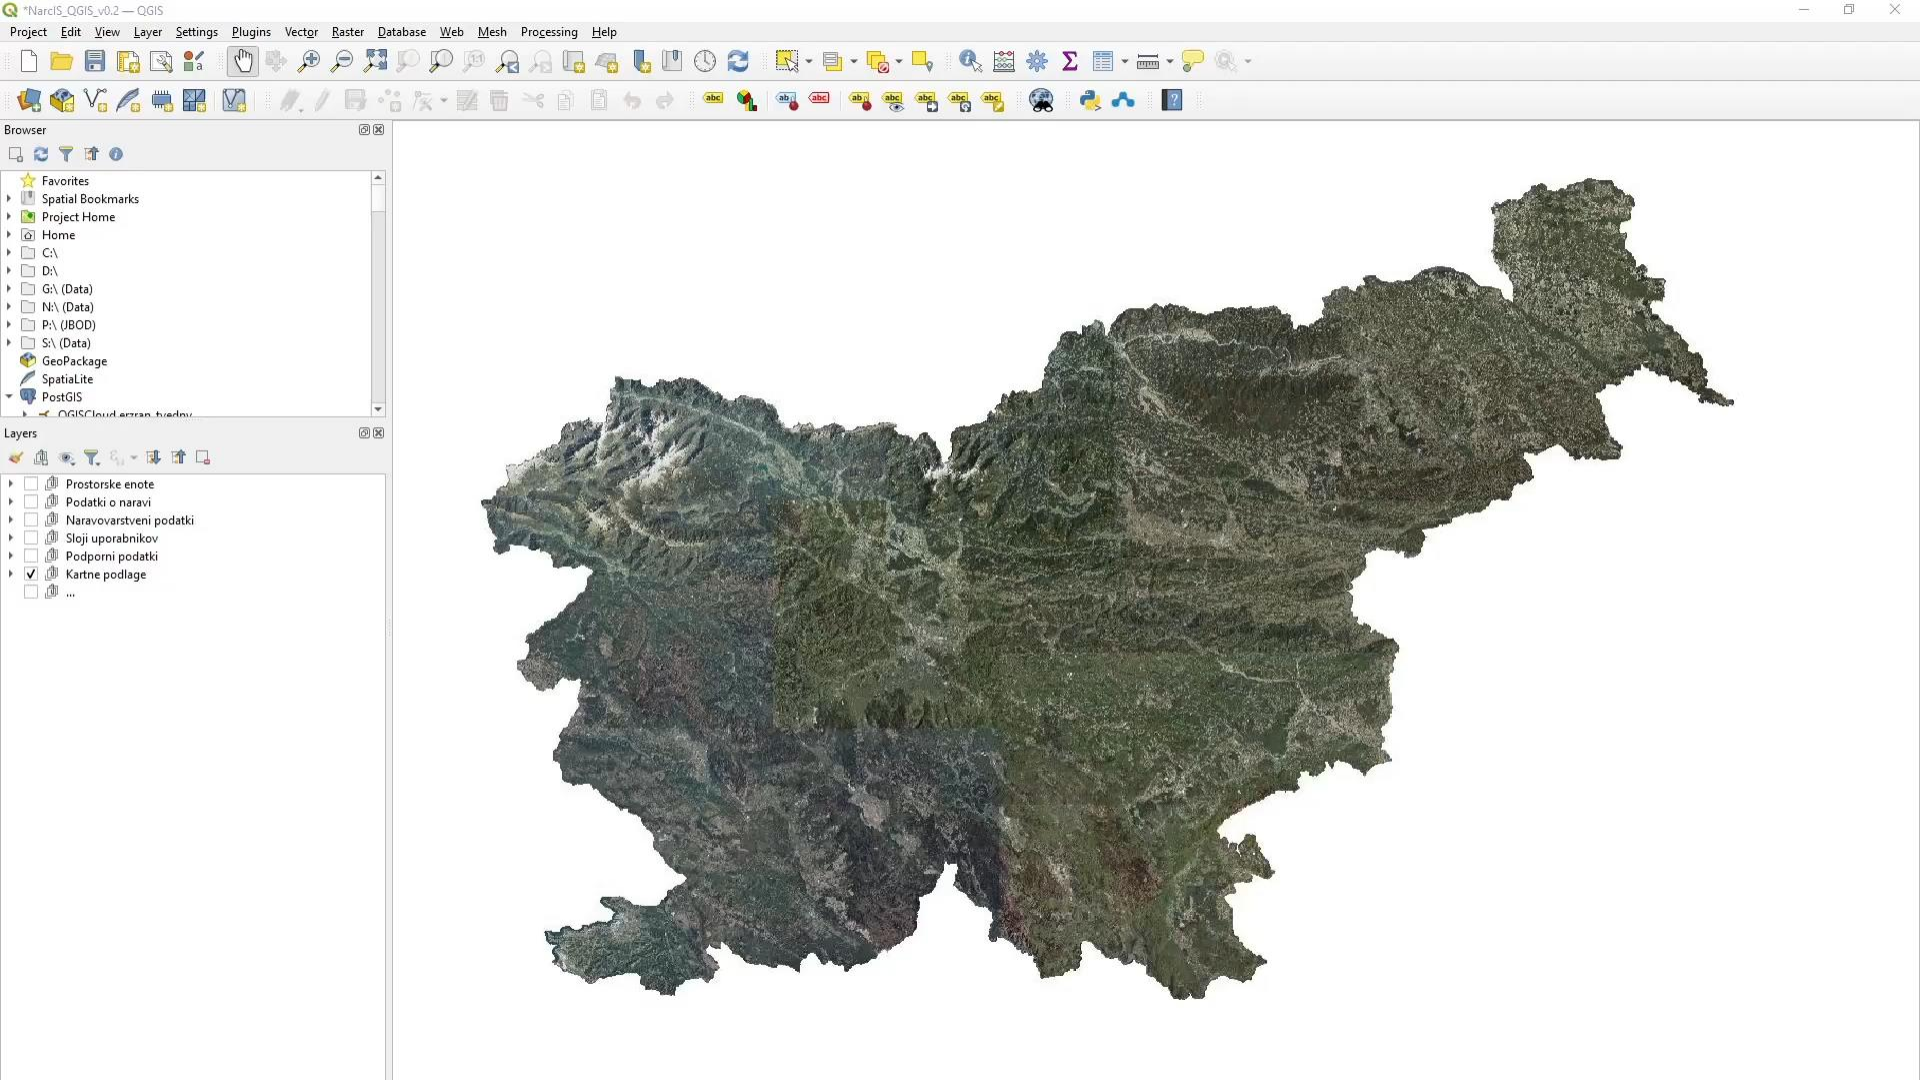 *NarcIS_QGIS_v0.2 — QGIS
Project Edit View Layer Settings Plugins Vector Raster Database Web Mesh Processing Help
Browser
Favorites
Spatial Bookmarks
Project Home
Home
C:\
D:\
G:\ (Data)
N:\ (Data)
P:\ (JBOD)
S:\ (Data)
GeoPackage
SpatiaLite
PostGIS
Layers
Prostorske enote
Podatki o naravi
Naravovarstveni podatki
Sloji uporabnikov
Podporni podatki
Kartne podlage
...